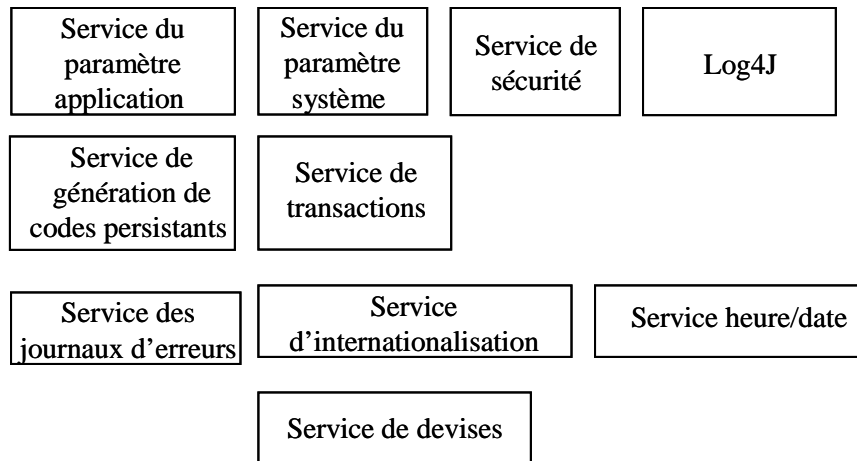 Service du
paramètre
application
Service du
paramètre
système
Service de
sécurité
Log4J
Service de
génération de
codes persistants
Service de
transactions
Service des
journaux d’erreurs
Service
d’internationalisation
Service heure/date
Service de devises